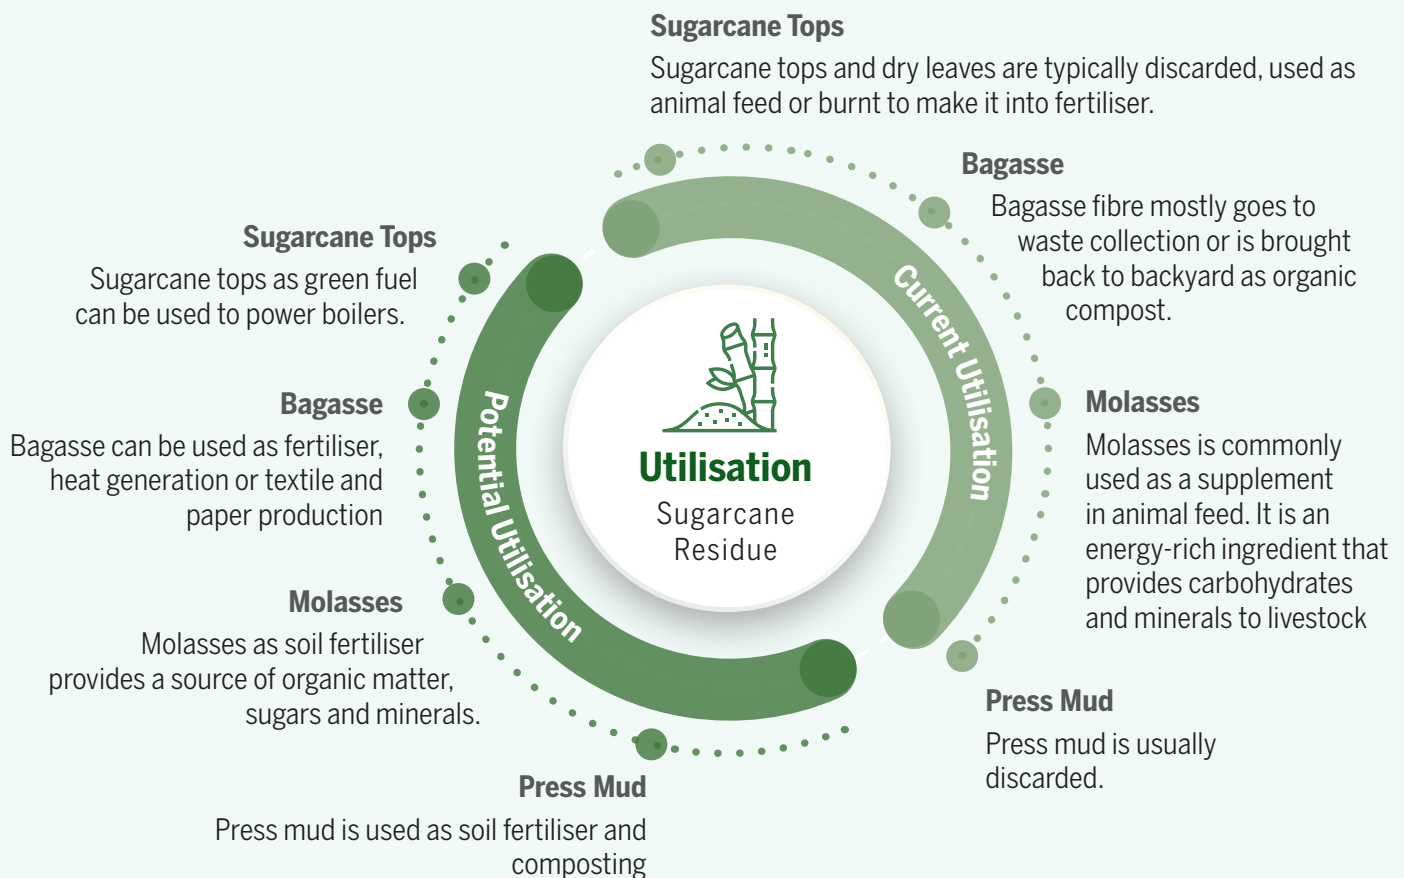 Sugarcane Tops
Sugarcane tops and dry leaves are typically discarded, used as
animal feed or burnt to make it into fertiliser.
Bagasse
Bagasse fibre mostly goes to
waste collection or is brought
back to backyard as organic
compost.
Molasses
Molasses is commonly
used as a supplement
in animal feed. It is an
energy-rich ingredient that
provides carbohydrates
and minerals to livestock
Press Mud
Press mud is usually
discarded.
Current Utilisation
Utilisation
Sugarcane
Residue
Potential Utilisation
Sugarcane Tops
Sugarcane tops as green fuel
can be used to power boilers.
Bagasse
Bagasse can be used as fertiliser,
heat generation or textile and
paper production
Molasses
Molasses as soil fertiliser
provides a source of organic matter,
sugars and minerals.
Press Mud
Press mud is used as soil fertiliser and
composting